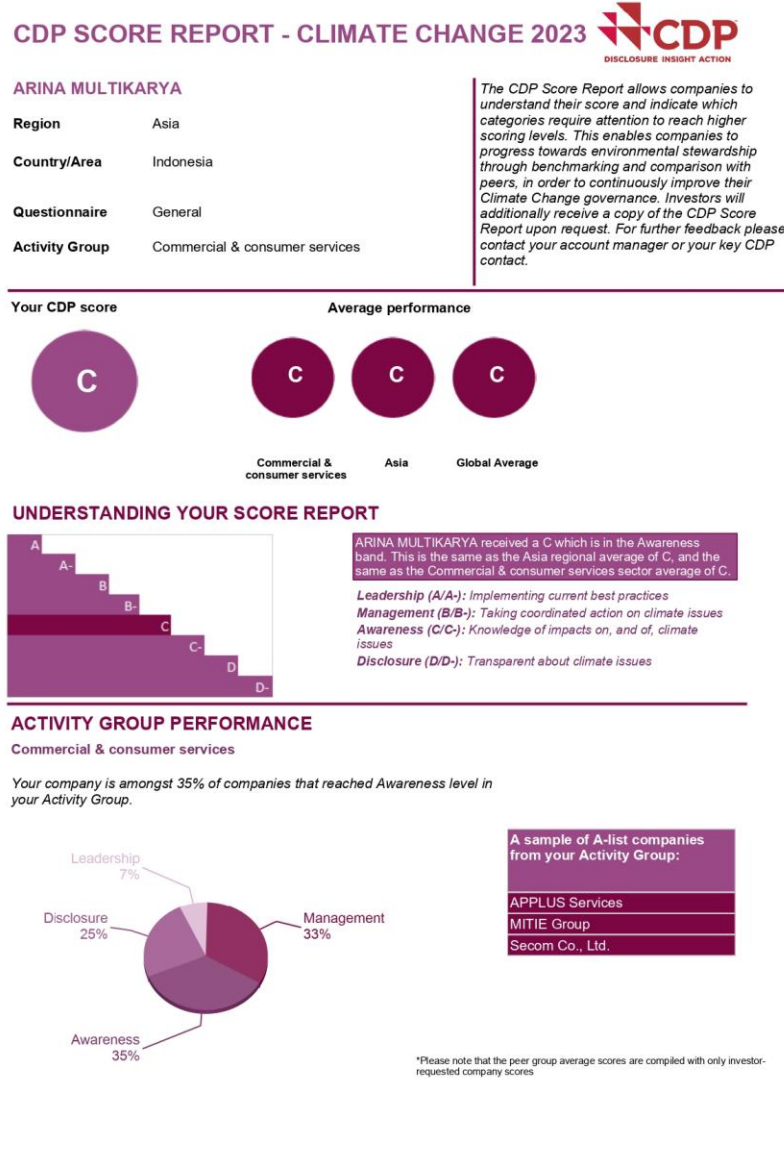 CDP SCORE REPORT - CLIMATE CHANGE 2023
CDP
DISCLOSURE INSIGHT ACTION
ARINA MULTIKARYA
Region Asia
Country/Area Indonesia
Questionnaire General
Activity Group Commercial & consumer services
The CDP Score Report allows companies to
understand their score and indicate which
categories require attention to reach higher
scoring levels. This enables companies to
progress towards environmental stewardship
through benchmarking and comparison with
peers, in order to continuously improve their
Climate Change governance. Investors will
additionally receive a copy of the CDP Score
Report upon request. For further feedback please
contact your account manager or your key CDP
contact.
Your CDP score
Average performance
C
C
C
C
Commercial &
consumer services
Asia
Global Average
UNDERSTANDING YOUR SCORE REPORT
A
A-
B
B-
C
C-
D
D-
ARINA MULTIKARYA received a C which is in the Awareness
band. This is the same as the Asia regional average of C, and the
same as the Commercial & consumer services sector average of C.
Leadership (A/A-): Implementing current best practices
Management (B/B-): Taking coordinated action on climate issues
Awareness (C/C-): Knowledge of impacts on, and of, climate
issues
Disclosure (D/D-): Transparent about climate issues
ACTIVITY GROUP PERFORMANCE
Commercial & consumer services
Your company is amongst 35% of companies that reached Awareness level in
your Activity Group.
Leadership
7%
Disclosure
25%
Management
33%
Awareness
35%
A sample of A-list companies
from your Activity Group:
APPLUS Services
MITIE Group
Secom Co., Ltd.
*Please note that the peer group average scores are compiled with only investor-
requested company scores